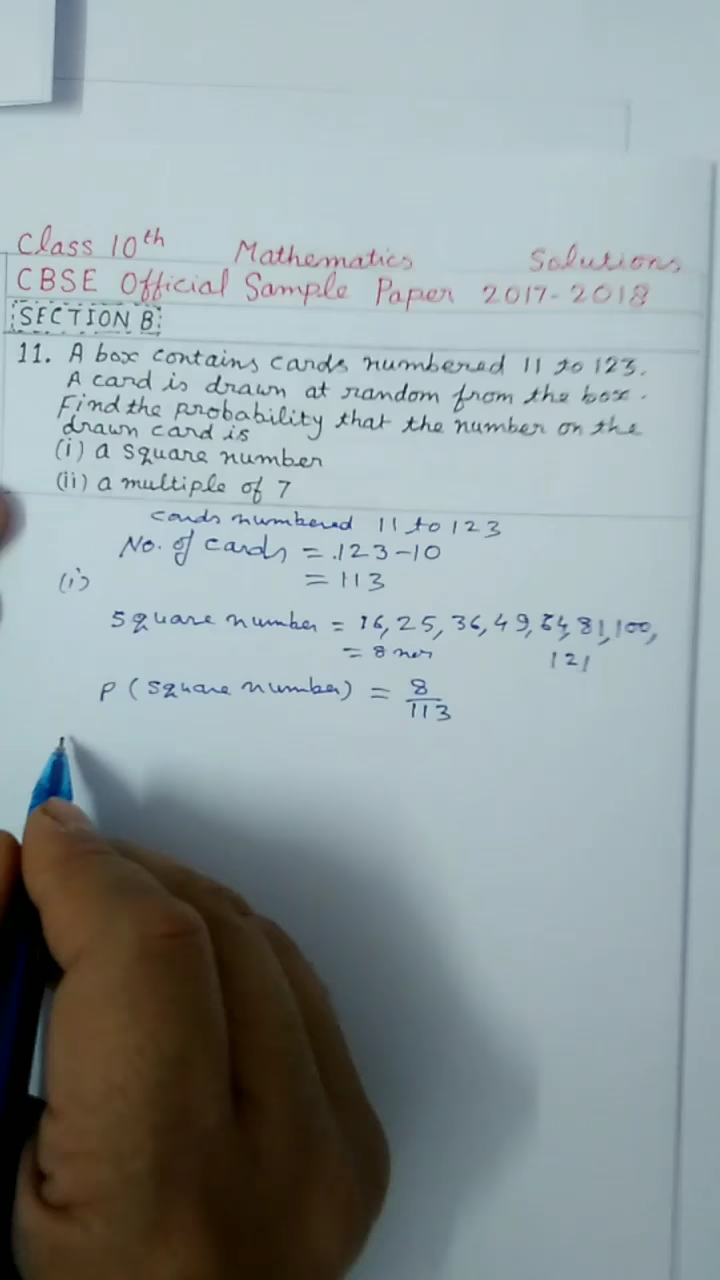 Class 10th Mathematics Solutions
CBSE Official Sample Paper 2017-2018
SECTION B
11. A box contains cards numbered 11 to 123.
A card is drawn at random from the box.
Find the probability that the number on the
drawn card is
(i) a square number
(ii) a multiple of 7
cards numbered 11 to 123
No. of cards = 123-10
(i) = 113
square number = 16, 25, 36, 49, 64, 81, 100,
121
= 8 nos
P (square number) = 8/113